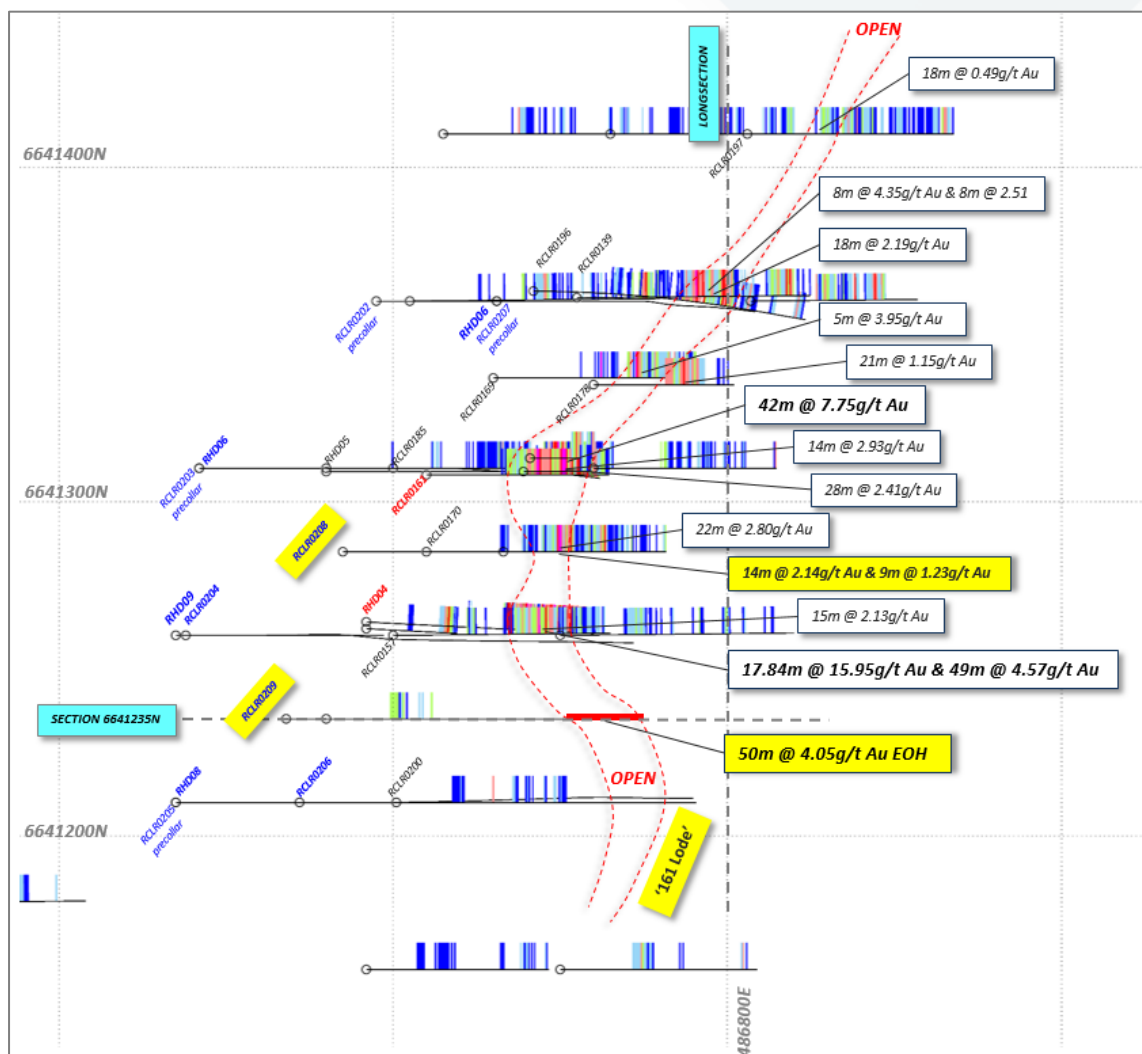 OPEN
LONGSECTION
18m @ 0.49g/t Au
6641400N
RCLR0197
8m @ 4.35g/t Au & 8m @ 2.51
RCLR0196
RCLR0139
18m @ 2.19g/t Au
RCLR0202
precollar
RHD06
RCLR0207
precollar
5m @ 3.95g/t Au
21m @ 1.15g/t Au
RCLR0169
RCLR0178
42m @ 7.75g/t Au
RCLR0203
precollar
RHD06
RHD05
RCLR0185
RCLR0161
14m @ 2.93g/t Au
28m @ 2.41g/t Au
6641300N
RCLR0208
RCLR0170
22m @ 2.80g/t Au
14m @ 2.14g/t Au & 9m @ 1.23g/t Au
RHD09
RCLR0204
RHD04
RCLR0157
15m @ 2.13g/t Au
17.84m @ 15.95g/t Au & 49m @ 4.57g/t Au
SECTION 6641235N
RCLR0209
50m @ 4.05g/t Au EOH
OPEN
RCLR0205
precollar
RHD08
RCLR0206
RCLR0200
6641200N
'161 Lode'
486800E